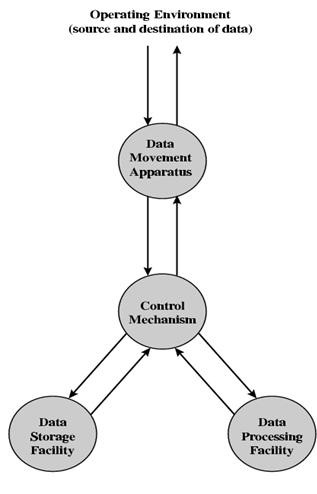 Operating Environment
(source and destination of data)
Data
Movement
Apparatus
Control
Mechanism
Data
Storage
Facility
Data
Processing
Facility